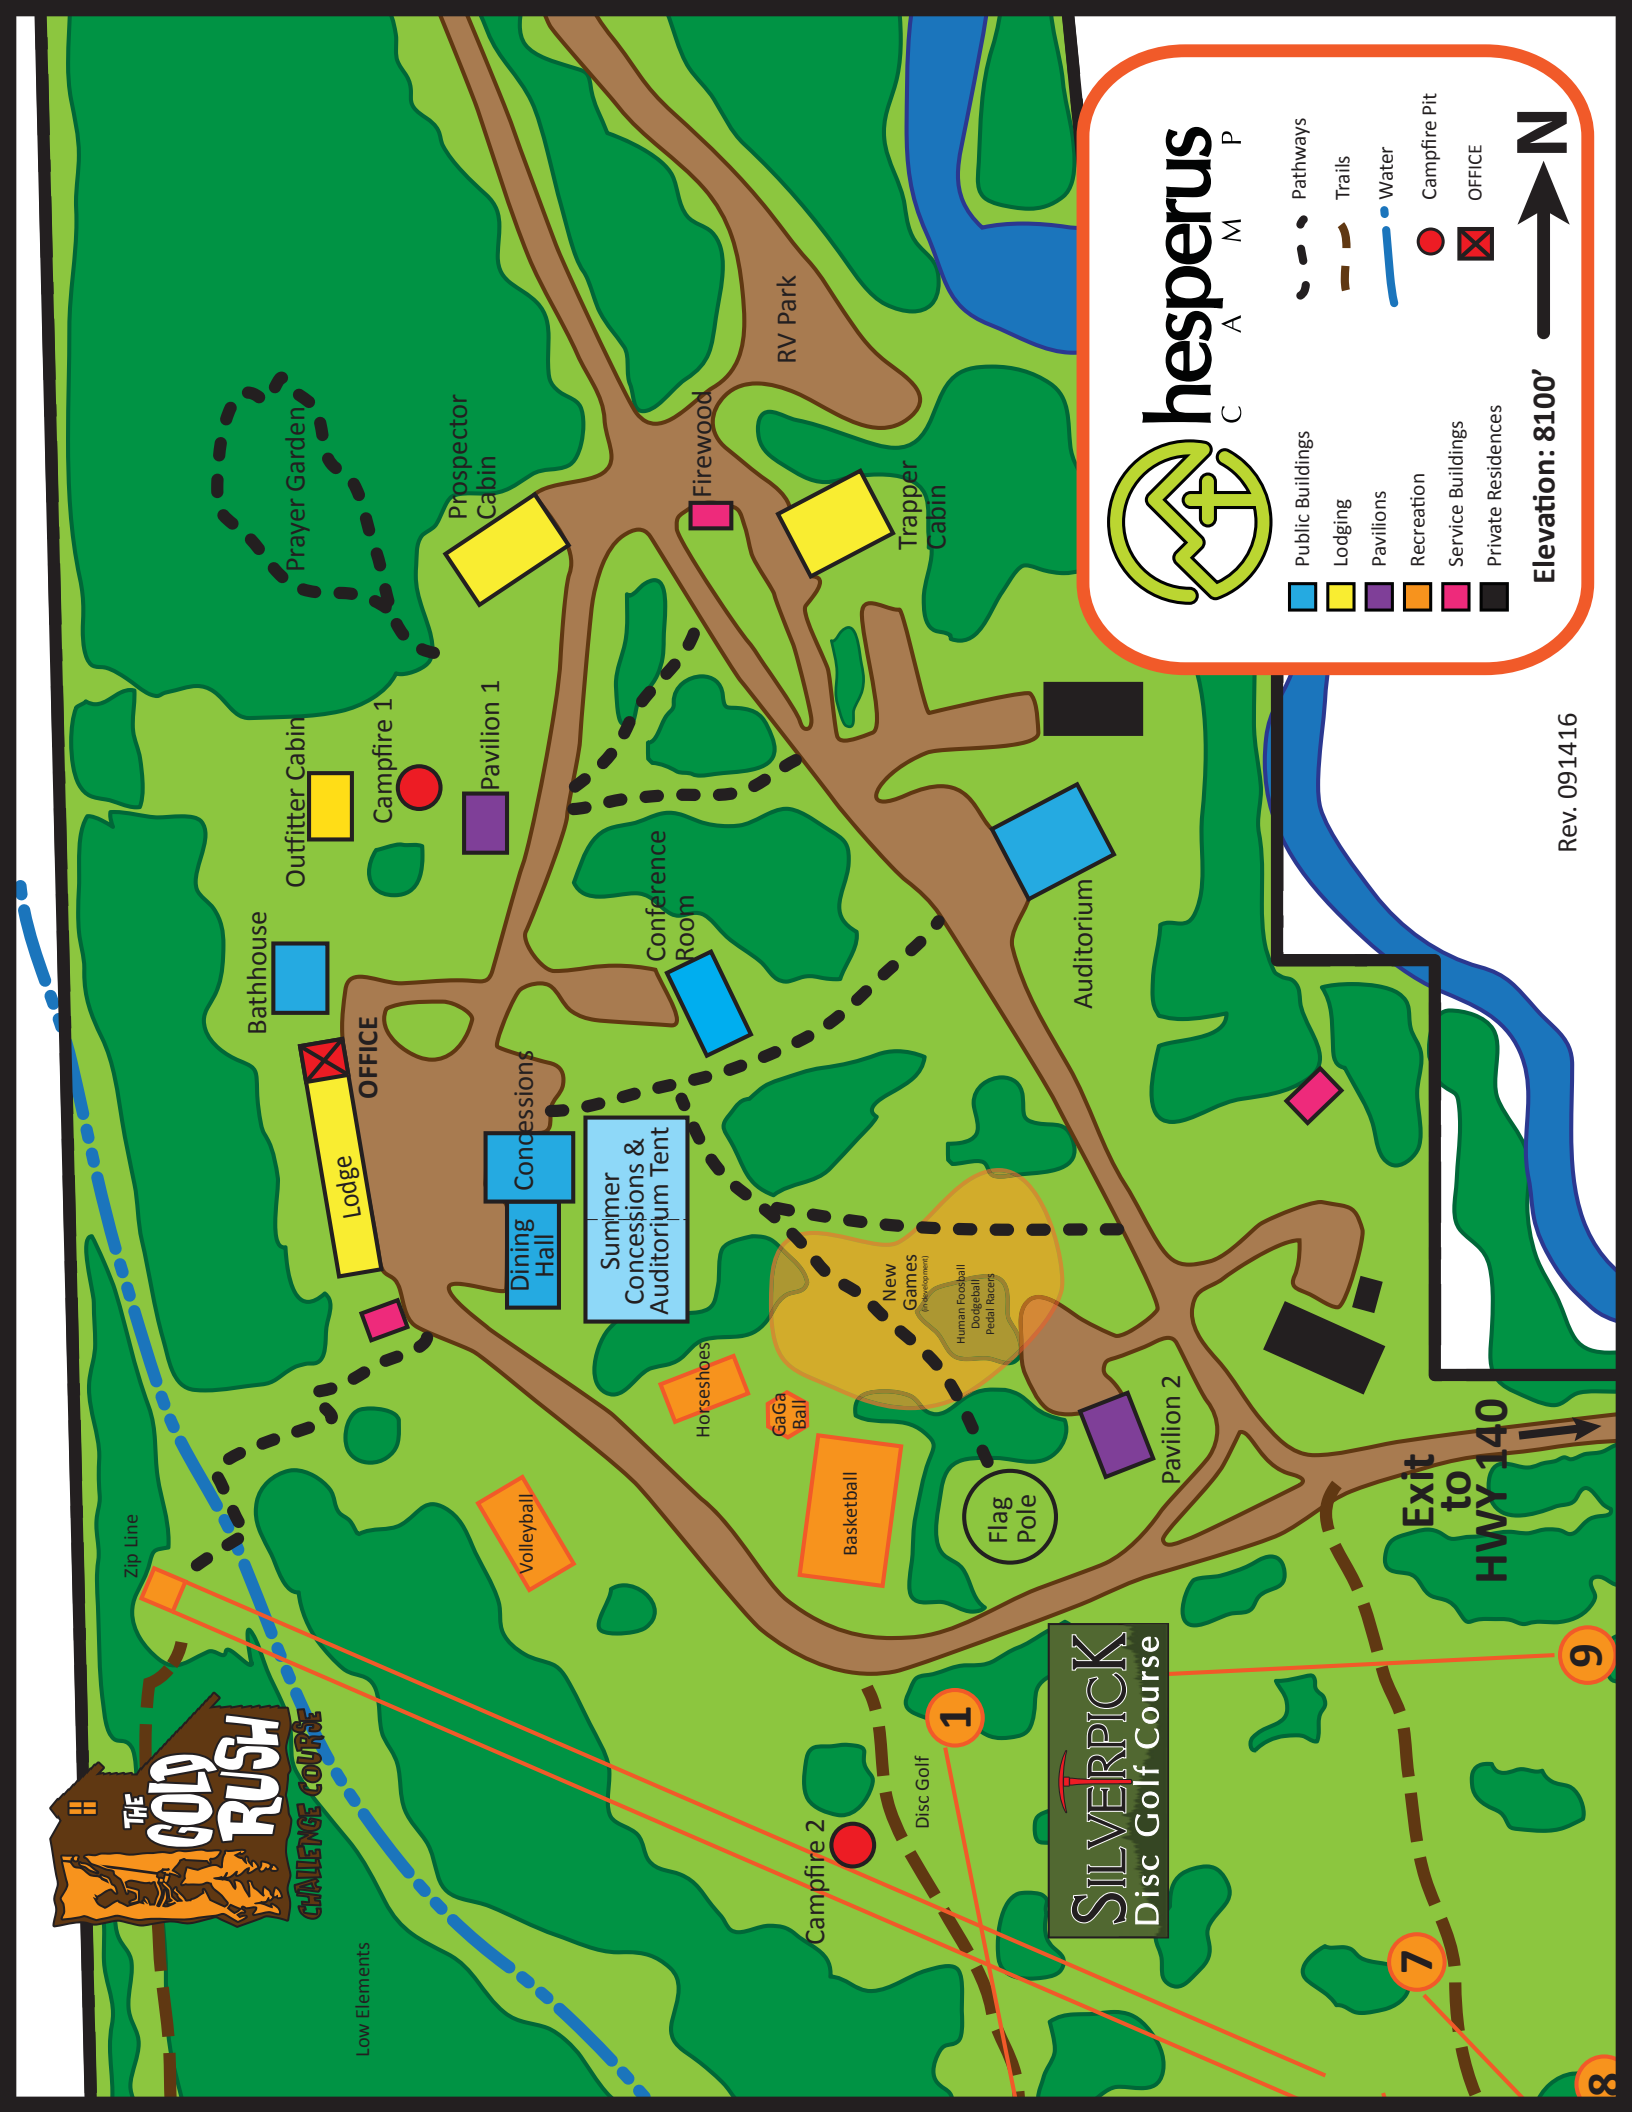 Prayer Garden
Prospector
Cabin
Firewood
RV Park
Trapper
Cabin
Outfitter Cabin
Campfire 1
Pavilion 1
Bathhouse
OFFICE
Lodge
Conference
Room
Concessions
Dining
Hall
Summer
Concessions &
Auditorium Tent
Auditorium
New
Games
(in development)
Human Foosball
Dodgeball
Pedal Racers
Horseshoes
GaGa
Ball
Basketball
Volleyball
Flag
Pole
Pavilion 2
Exit
to
HWY 140
Zip Line
THE
GOLD
RUSH
CHALLENGE COURSE
Low Elements
Campfire 2
Disc Golf
1
SILVERPICK
Disc Golf Course
9
7
8
hesperus
CAMP
Public Buildings
Lodging
Pavilions
Recreation
Service Buildings
Private Residences
Pathways
Trails
Water
Campfire Pit
OFFICE
Elevation: 8100’
N
Rev. 091416